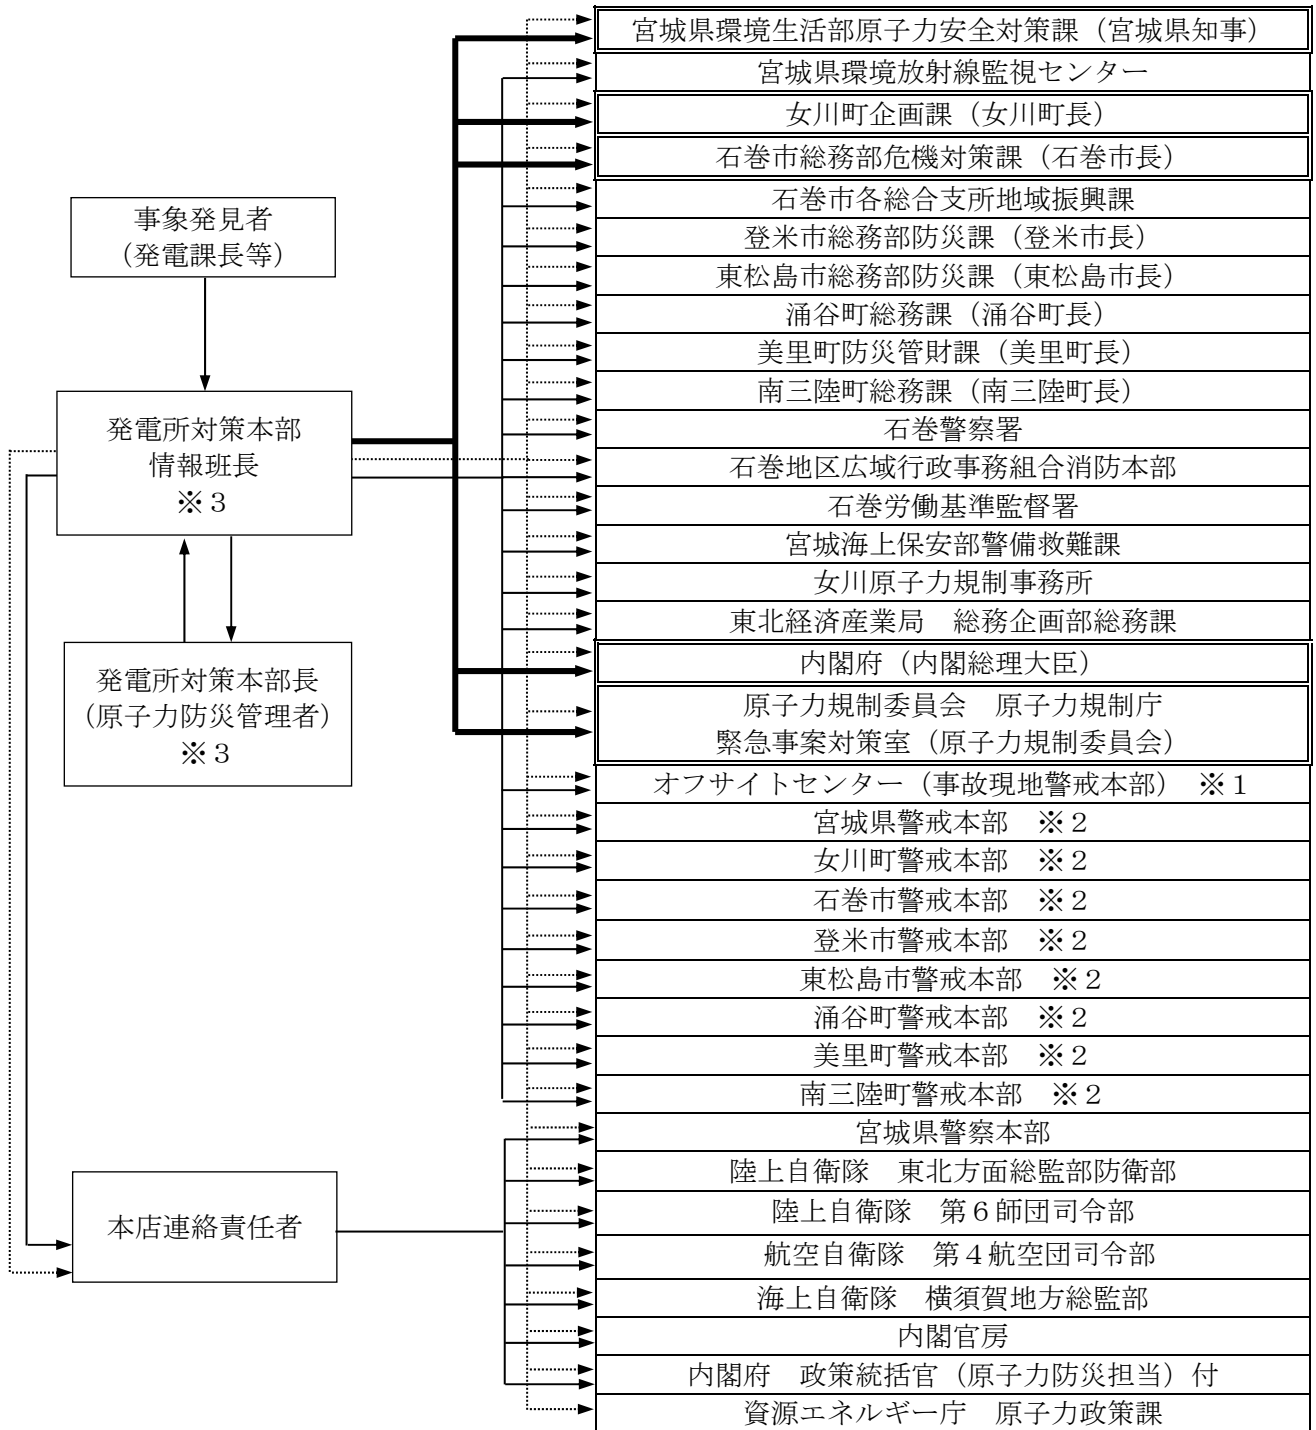 宮城県環境生活部原子力安全対策課（宮城県知事）
宮城県環境放射線監視センター
女川町企画課（女川町長）
石巻市総務部危機対策課（石巻市長）
石巻市各総合支所地域振興課
登米市総務部防災課（登米市長）
東松島市総務部防災課（東松島市長）
涌谷町総務課（涌谷町長）
美里町防災管財課（美里町長）
南三陸町総務課（南三陸町長）
石巻警察署
石巻地区広域行政事務組合消防本部
石巻労働基準監督署
宮城海上保安部警備救難課
女川原子力規制事務所
東北経済産業局　総務企画部総務課
内閣府（内閣総理大臣）
原子力規制委員会　原子力規制庁
緊急事案対策室（原子力規制委員会）
オフサイトセンター（事故現地警戒本部）　※１
宮城県警戒本部　※２
女川町警戒本部　※２
石巻市警戒本部　※２
登米市警戒本部　※２
東松島市警戒本部　※２
涌谷町警戒本部　※２
美里町警戒本部　※２
南三陸町警戒本部　※２
宮城県警察本部
陸上自衛隊　東北方面総監部防衛部
陸上自衛隊　第６師団司令部
航空自衛隊　第４航空団司令部
海上自衛隊　横須賀地方総監部
内閣官房
内閣府　政策統括官（原子力防災担当）付
資源エネルギー庁　原子力政策課
事象発見者
（発電課長等）
発電所対策本部
情報班長
※３
発電所対策本部長
（原子力防災管理者）
※３
本店連絡責任者